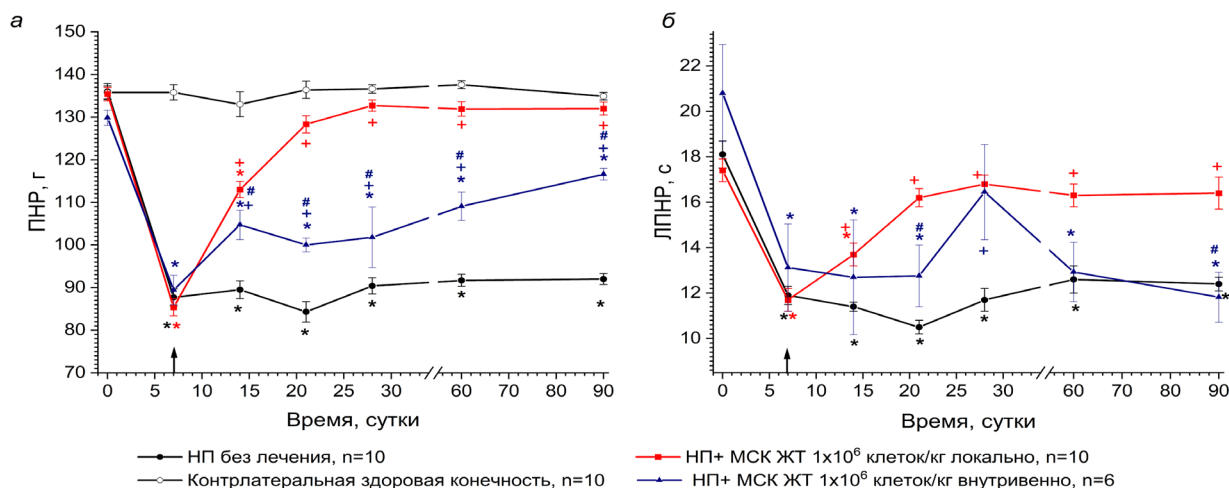 а
б
ПНР, г
150
140
130
120
110
100
90
80
70
0 5 10 15 20 25 30 60 70 80 90
Время, сутки
ЛПНР, с
22
20
18
16
14
12
10
0 5 10 15 20 25 30 60 70 80 90
Время, сутки
НП без лечения, n=10
НП+ МСК ЖТ 1х10⁶ клеток/кг локально, n=10
Контрлатеральная здоровая конечность, n=10
НП+ МСК ЖТ 1х10⁶ клеток/кг внутривенно, n=6